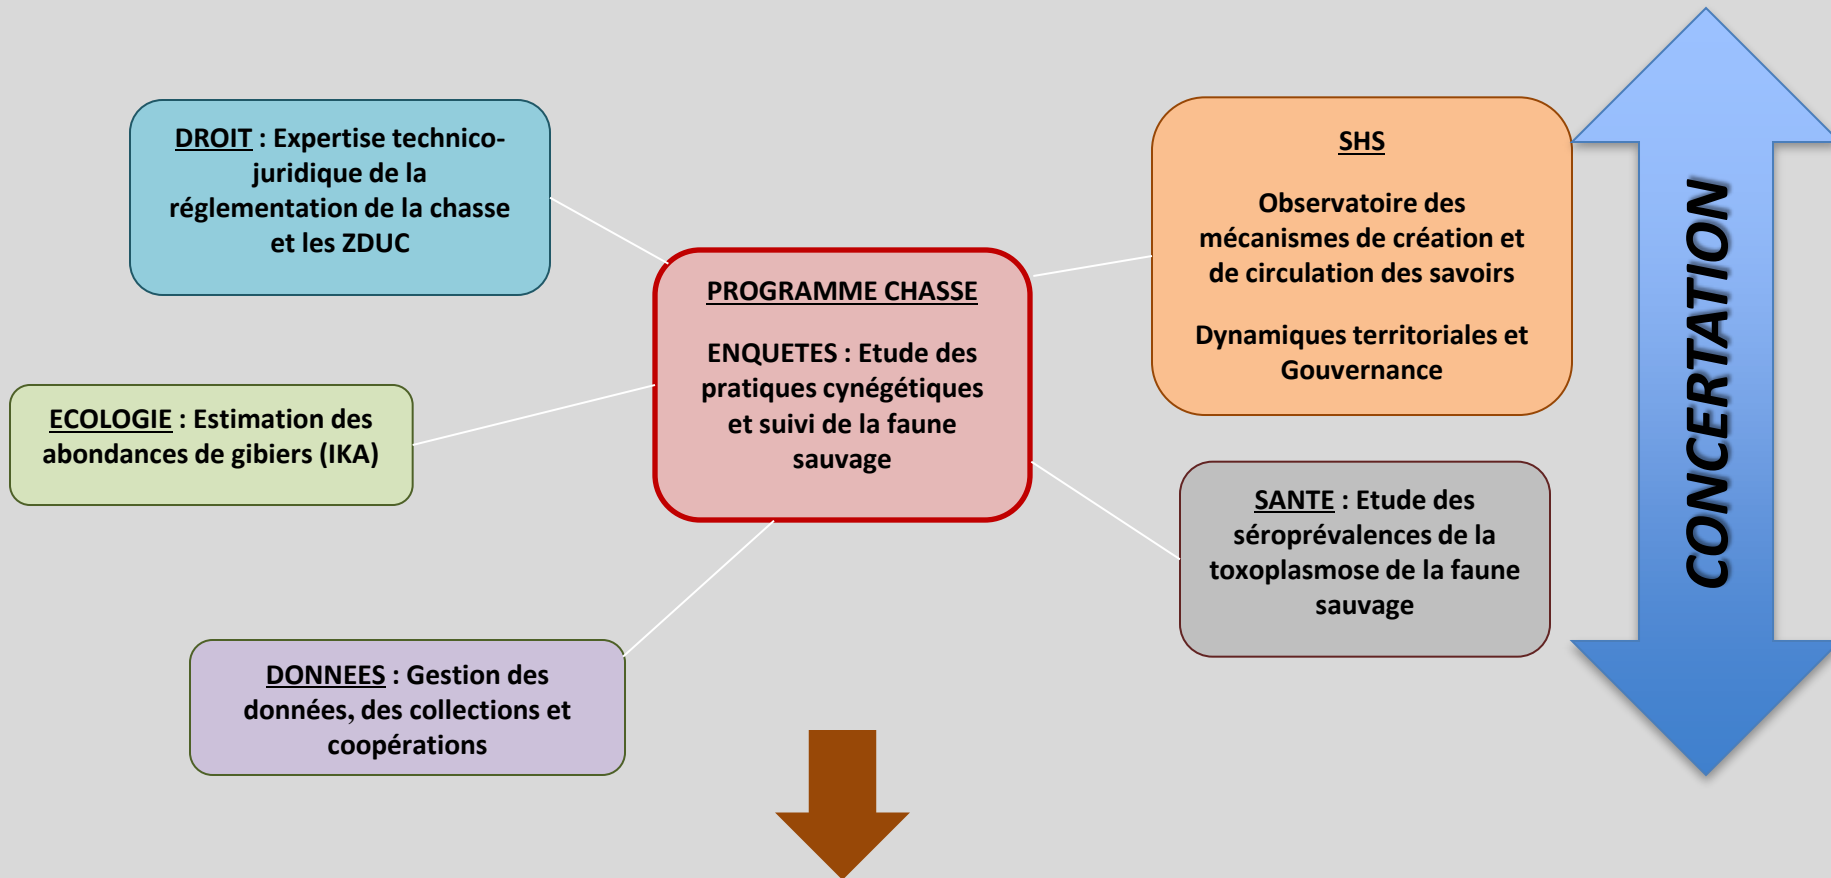 DROIT : Expertise technico-
juridique de la
réglementation de la chasse
et les ZDUC
SHS
Observatoire des
mécanismes de création et
de circulation des savoirs
Dynamiques territoriales et
Gouvernance
PROGRAMME CHASSE
ENQUETES : Etude des
pratiques cynégétiques
et suivi de la faune
sauvage
ECOLOGIE : Estimation des
abondances de gibiers (IKA)
SANTE : Etude des
séroprévalences de la
toxoplasmose de la faune
sauvage
DONNEES : Gestion des
données, des collections et
coopérations
CONCERTATION